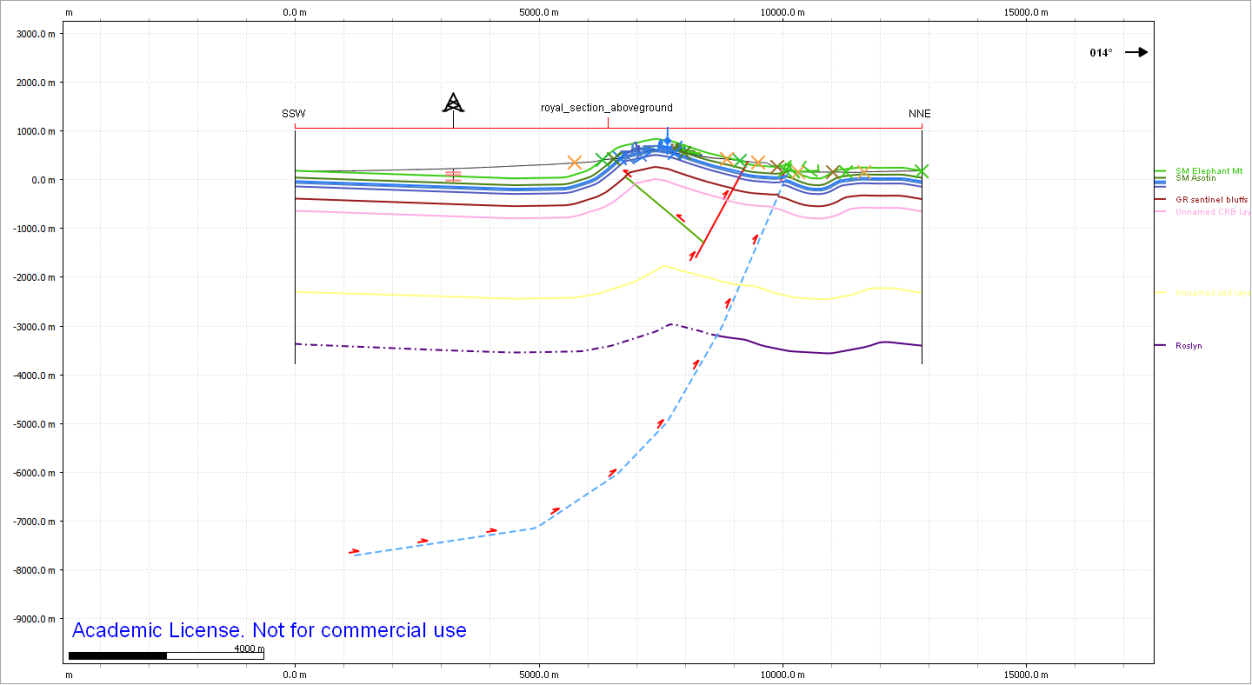 m 0.0 m 5000.0 m 10000.0 m 15000.0 m
3000.0 m
014°
2000.0 m
royal_section_aboveground
SSW NNE
1000.0 m
SM Elephant Mt
SM Asotin
0.0 m
GR sentinel bluffs
Unnamed CRB lay
-1000.0 m
-2000.0 m
-3000.0 m
Roslyn
-4000.0 m
-5000.0 m
-6000.0 m
-7000.0 m
-8000.0 m
-9000.0 m
Academic License. Not for commercial use
4000 m
m 0.0 m 5000.0 m 10000.0 m 15000.0 m